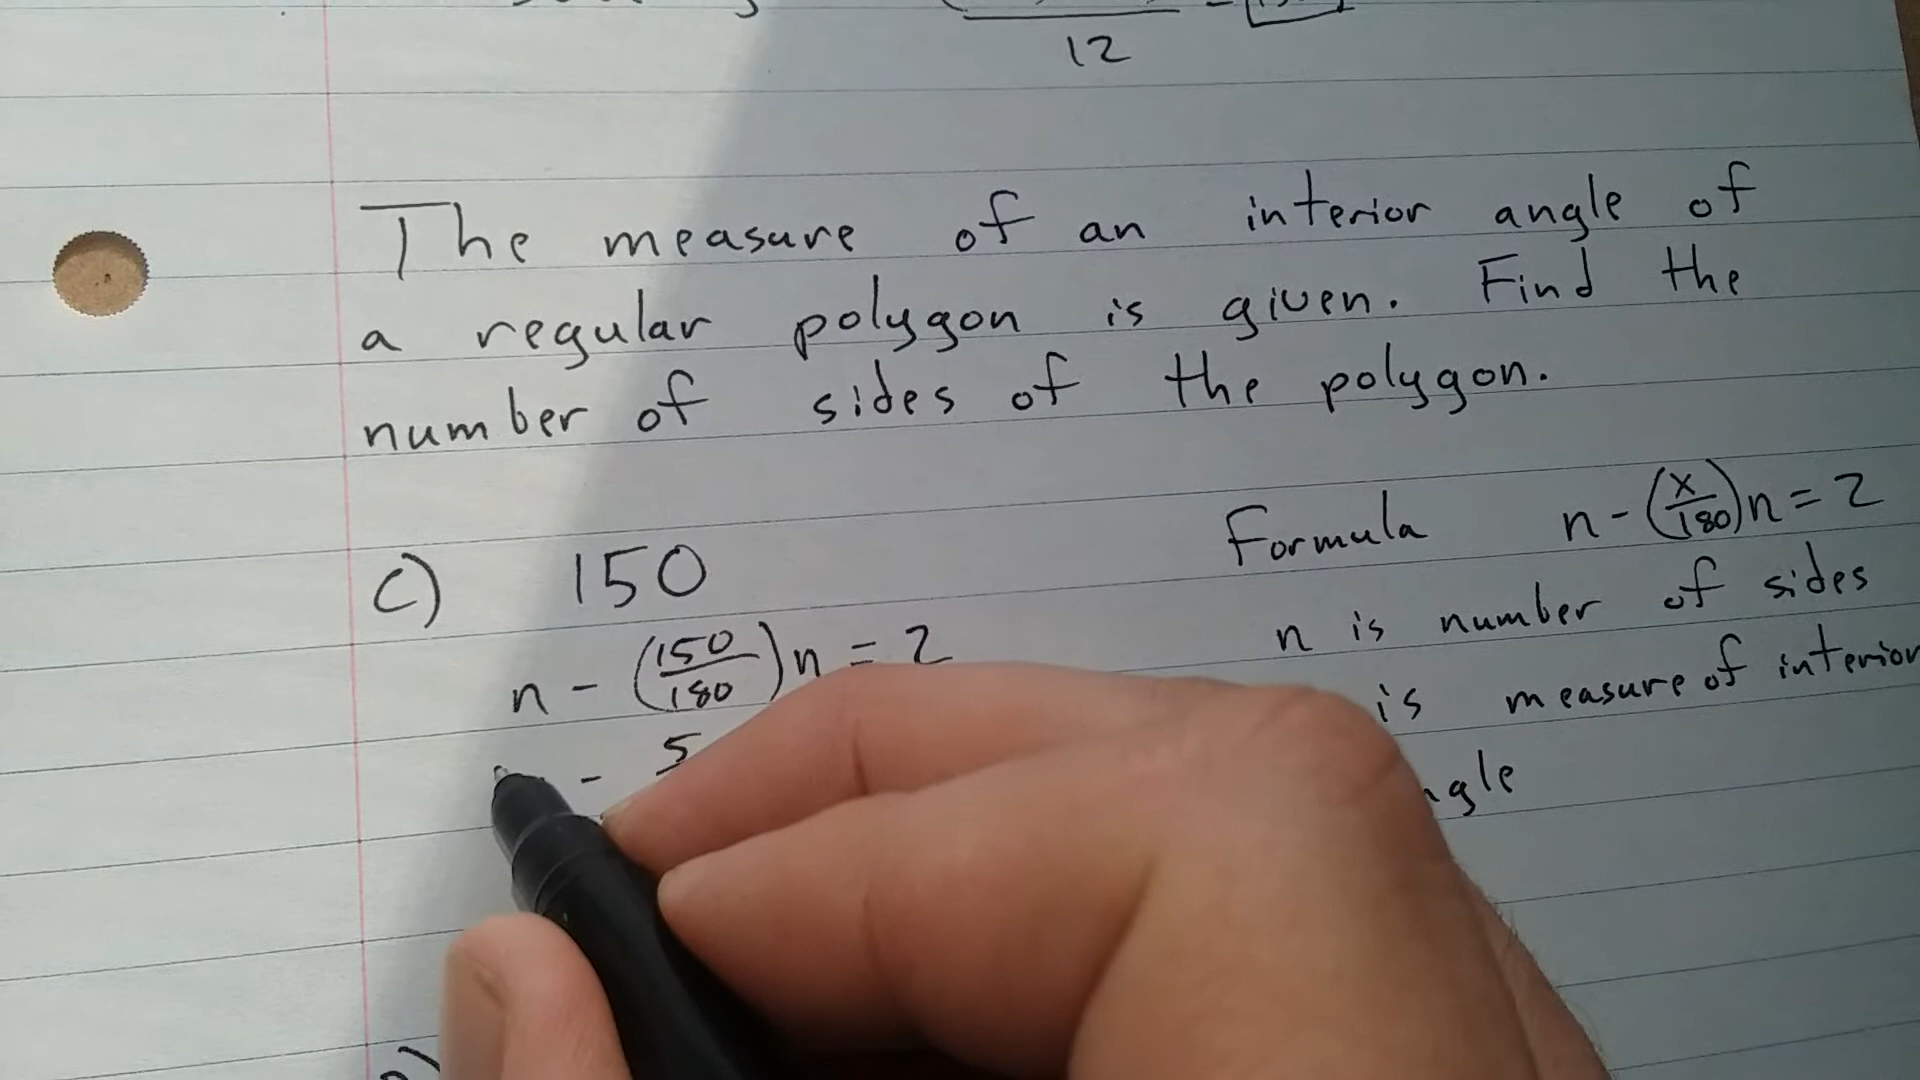 12
The measure of an interior angle of
a regular polygon is given. Find the
number of sides of the polygon.
C) 150
n - (150/180)n = 2
- 5
Formula n - (x/180)n = 2
n is number of sides
is measure of interior